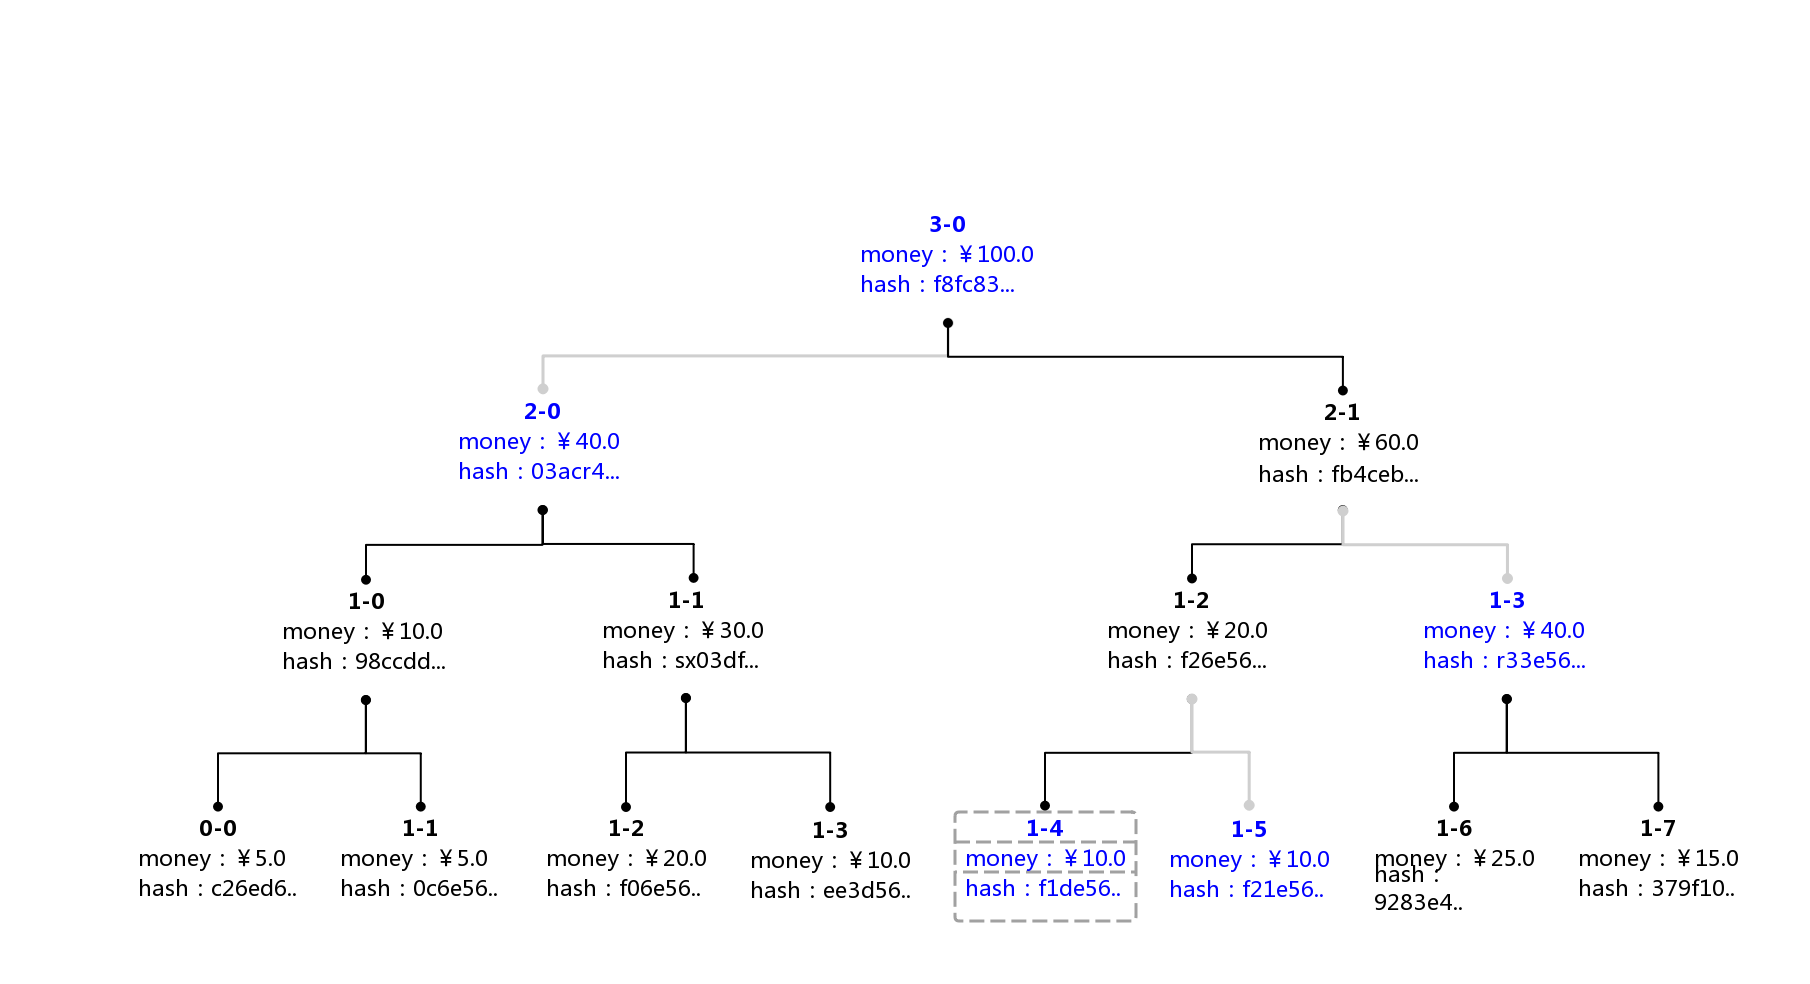 3-0
money：¥100.0
hash：f8fc83...
2-0
money：¥40.0
hash：03acr4...
2-1
money：¥60.0
hash：fb4ceb...
1-0
money：¥10.0
hash：98ccdd...
1-1
money：¥30.0
hash：sx03df...
1-2
money：¥20.0
hash：f26e56...
1-3
money：¥40.0
hash：r33e56...
0-0
money：¥5.0
hash：c26ed6..
1-1
money：¥5.0
hash：0c6e56..
1-2
money：¥20.0
hash：f06e56..
1-3
money：¥10.0
hash：ee3d56..
1-4
money：¥10.0
hash：f1de56..
1-5
money：¥10.0
hash：f21e56..
1-6
money：¥25.0
hash：
9283e4..
1-7
money：¥15.0
hash：379f10..